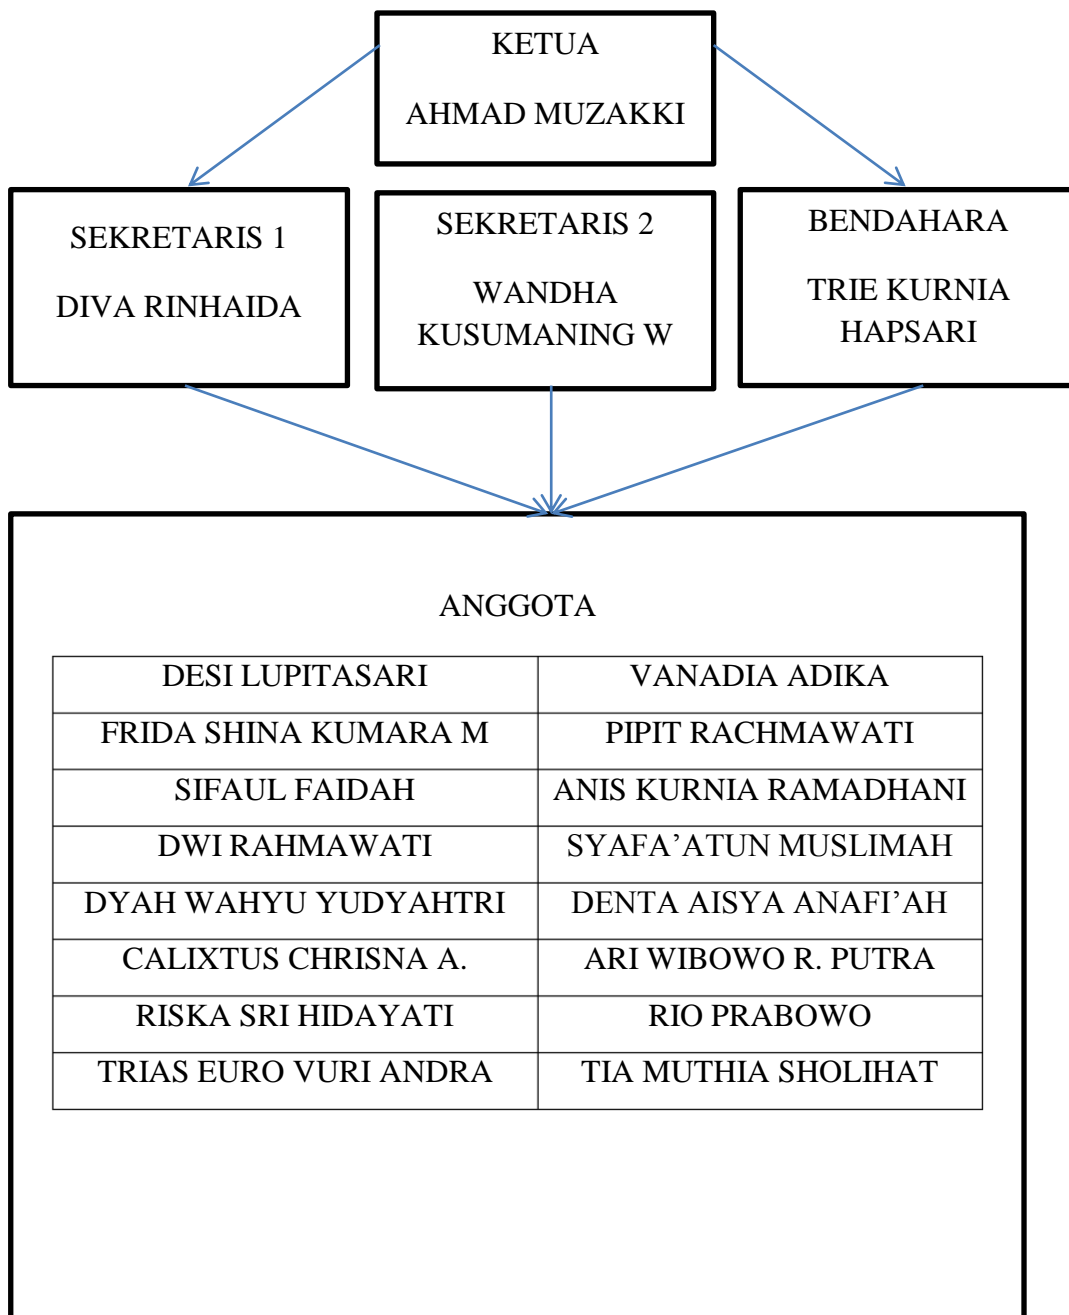 KETUA
AHMAD MUZAKKI
SEKRETARIS 1
DIVA RINHAIDA
SEKRETARIS 2
WANDHA
KUSUMANING W
BENDAHARA
TRIE KURNIA
HAPSARI
ANGGOTA
DESI LUPITASARI
VANADIA ADIKA
FRIDA SHINA KUMARA M
PIPIT RACHMAWATI
SIFAUL FAIDAH
ANIS KURNIA RAMADHANI
DWI RAHMAWATI
SYAFA’ATUN MUSLIMAH
DYAH WAHYU YUDYAHTRI
DENTA AISYA ANAFI’AH
CALIXTUS CHRISNA A.
ARI WIBOWO R. PUTRA
RISKA SRI HIDAYATI
RIO PRABOWO
TRIAS EURO VURI ANDRA
TIA MUTHIA SHOLIHAT